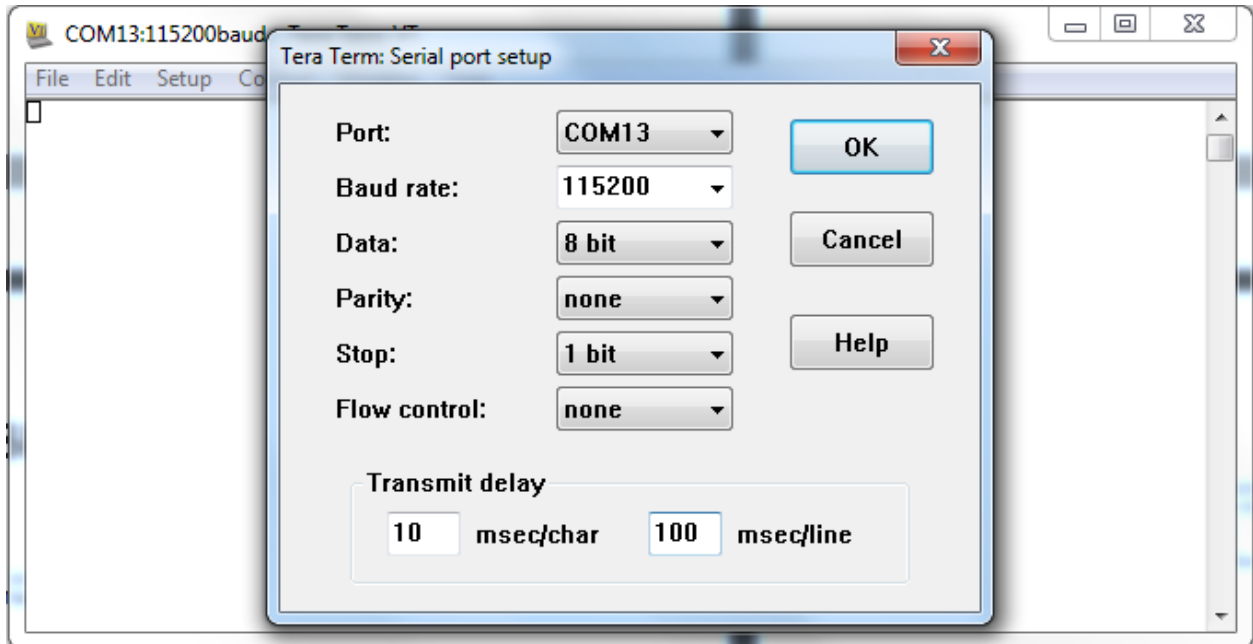 COM13:115200baud
Tera Term: Serial port setup
File Edit Setup
Port: COM13
OK
Baud rate: 115200
Data: 8 bit
Cancel
Parity: none
Stop: 1 bit
Help
Flow control: none
Transmit delay
10 msec/char 100 msec/line